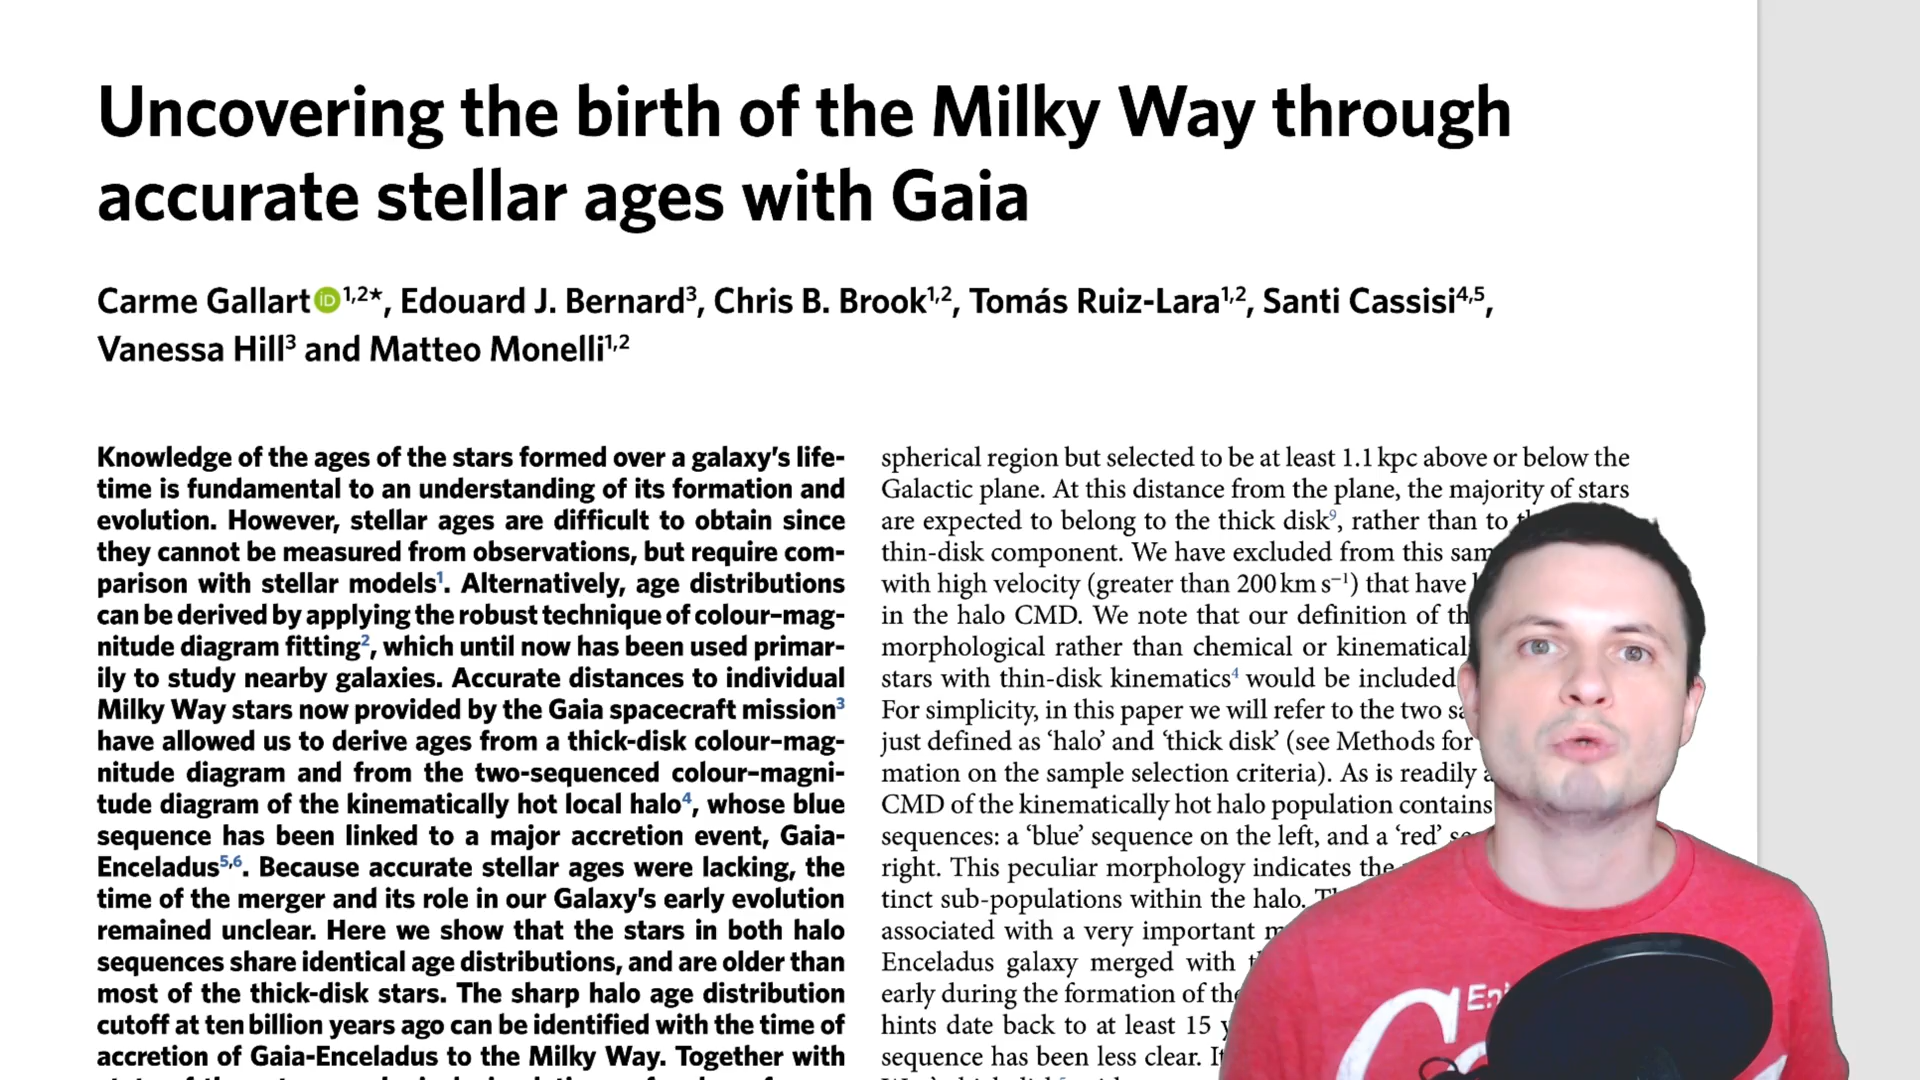 Uncovering the birth of the Milky Way through
accurate stellar ages with Gaia
Carme Gallart iD 1,2*, Edouard J. Bernard3, Chris B. Brook1,2, Tomás Ruiz-Lara1,2, Santi Cassisi4,5,
Vanessa Hill3 and Matteo Monelli1,2
Knowledge of the ages of the stars formed over a galaxy's life-
time is fundamental to an understanding of its formation and
evolution. However, stellar ages are difficult to obtain since
they cannot be measured from observations, but require com-
parison with stellar models1. Alternatively, age distributions
can be derived by applying the robust technique of colour–mag-
nitude diagram fitting2, which until now has been used primar-
ily to study nearby galaxies. Accurate distances to individual
Milky Way stars now provided by the Gaia spacecraft mission3
have allowed us to derive ages from a thick-disk colour–mag-
nitude diagram and from the two-sequenced colour–magni-
tude diagram of the kinematically hot local halo4, whose blue
sequence has been linked to a major accretion event, Gaia-
Enceladus5,6. Because accurate stellar ages were lacking, the
time of the merger and its role in our Galaxy's early evolution
remained unclear. Here we show that the stars in both halo
sequences share identical age distributions, and are older than
most of the thick-disk stars. The sharp halo age distribution
cutoff at ten billion years ago can be identified with the time of
accretion of Gaia-Enceladus to the Milky Way. Together with
spherical region but selected to be at least 1.1 kpc above or below the
Galactic plane. At this distance from the plane, the majority of stars
are expected to belong to the thick disk9, rather than to
thin-disk component. We have excluded from this
with high velocity (greater than 200 km s−1) that have
in the halo CMD. We note that our definition of
morphological rather than chemical or kinematical
stars with thin-disk kinematics4 would be included
For simplicity, in this paper we will refer to the two
just defined as 'halo' and 'thick disk' (see Methods for
mation on the sample selection criteria). As is readily
CMD of the kinematically hot halo population contains
sequences: a 'blue' sequence on the left, and a 'red'
right. This peculiar morphology indicates the
tinct sub-populations within the halo.
associated with a very important
Enceladus galaxy merged with
early during the formation of the
hints date back to at least 15
sequence has been less clear.